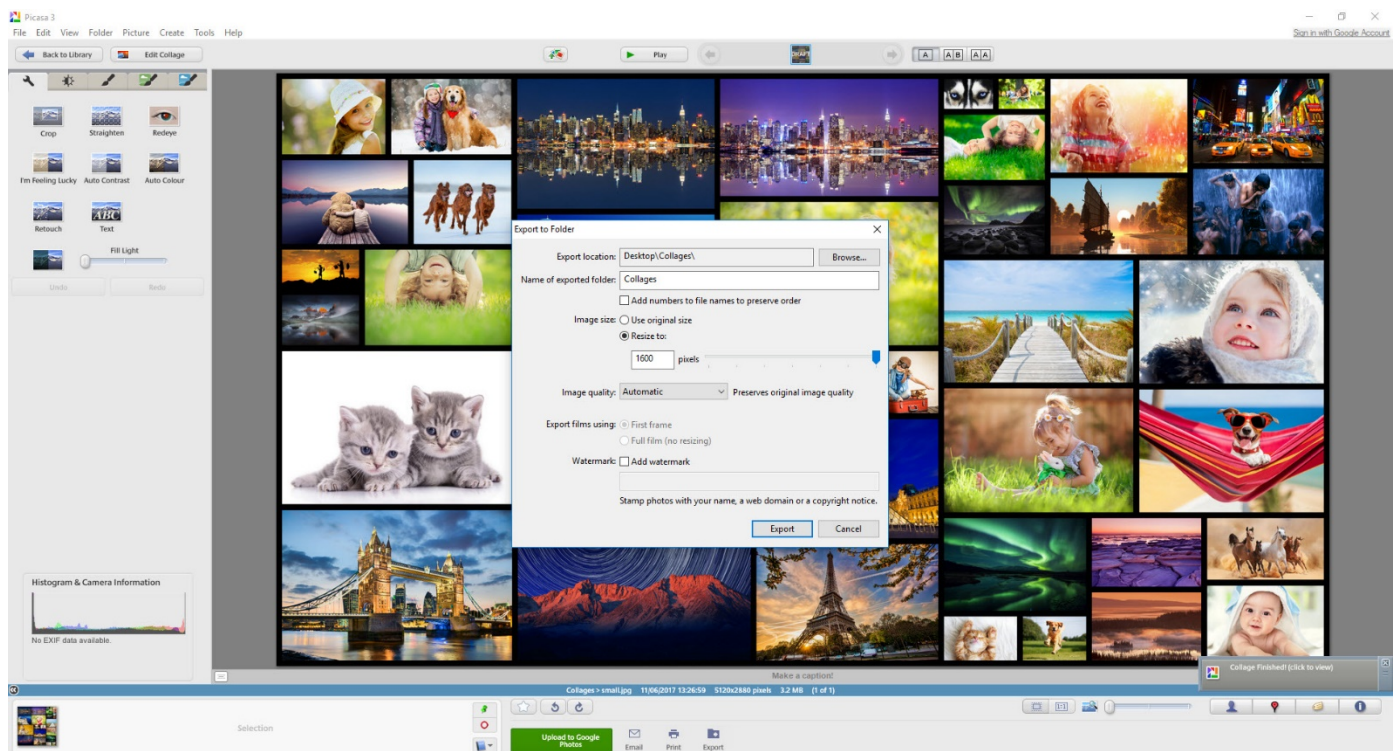 Picasa 3
File Edit View Folder Picture Create Tools Help
Sign in with Google Account
Back to Library
Edit Collage
Play
A
A B
A A
Crop
Straighten
Redeye
I'm Feeling Lucky
Auto Contrast
Auto Colour
Retouch
ABC
Text
Fill Light
Undo
Redo
Export to Folder
Export location: Desktop\Collages\ Browse...
Name of exported folder: Collages
Add numbers to file names to preserve order
Image size: Use original size
Resize to:
1600 pixels
Image quality: Automatic Preserves original image quality
Export films using: First frame
Full film (no resizing)
Watermark: Add watermark
Stamp photos with your name, a web domain or a copyright notice.
Export Cancel
Histogram & Camera Information
No EXIF data available.
Make a caption!
Collage Finished! (click to view)
Collages > small.jpg 11/06/2017 13:26:59 5120x2880 pixels 3.2 MB (1 of 1)
Selection
Upload to Google
Photos
Email
Print
Export